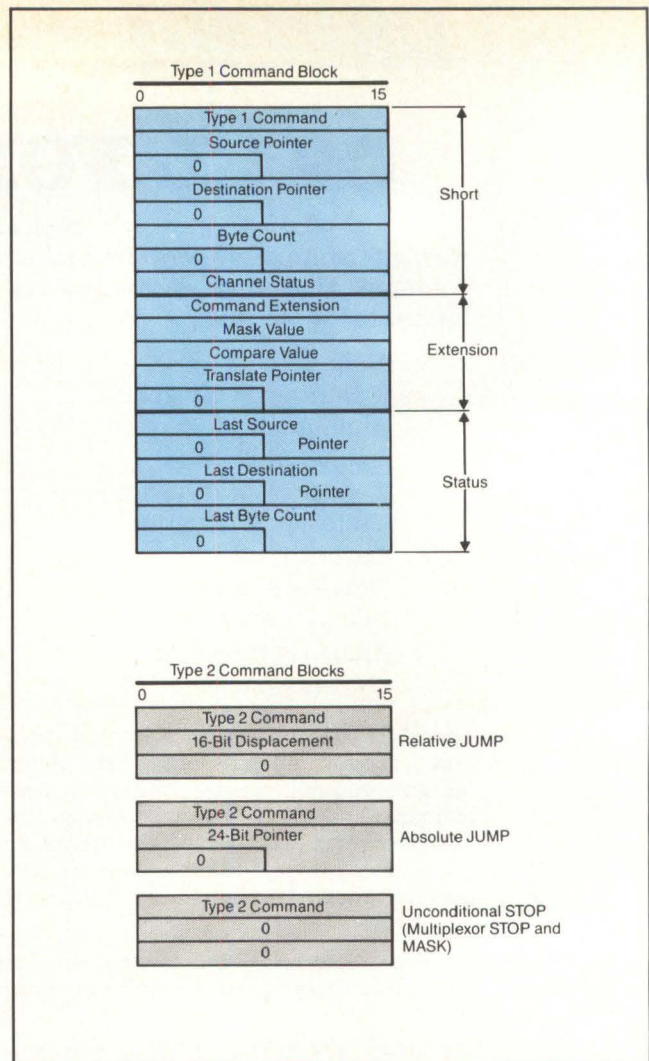 Type 1 Command Block
0 15
Type 1 Command
Source Pointer
0
Destination Pointer
0
Byte Count
0
Channel Status
Short
Command Extension
Mask Value
Compare Value
Translate Pointer
0
Extension
Last Source
0 Pointer
Last Destination
0 Pointer
Last Byte Count
0
Status
Type 2 Command Blocks
0 15
Type 2 Command
16-Bit Displacement
0
Relative JUMP
Type 2 Command
24-Bit Pointer
0
Absolute JUMP
Type 2 Command
0
0
Unconditional STOP
(Multiplexor STOP and
MASK)